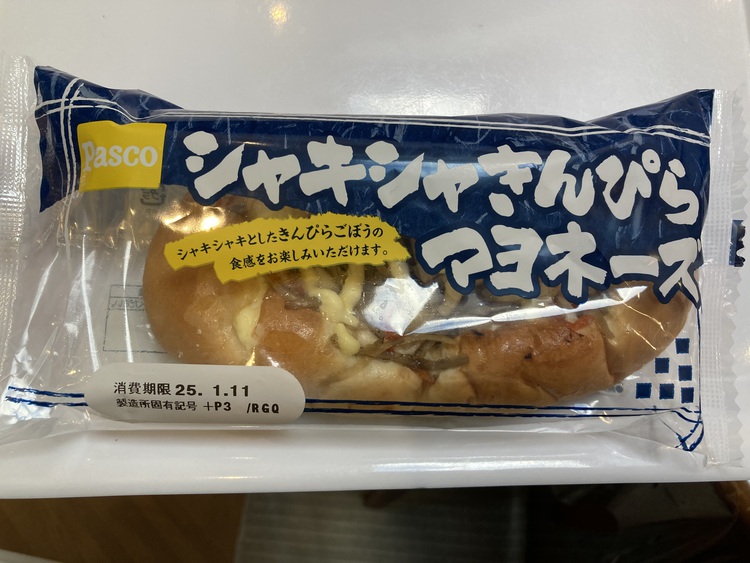 Pasco
シャキシャきんぴら
マヨネーズ
シャキシャキとしたきんぴらごぼうの
食感をお楽しみいただけます。
消費期限 25. 1.11
製造所固有記号 +P3 /RGQ